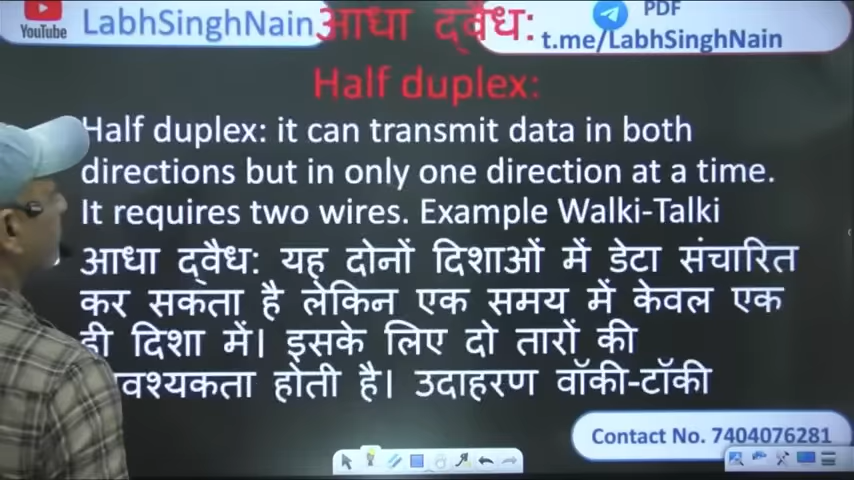 YouTube
LabhSinghNain
आधा द्वैध:
PDF
t.me/LabhSinghNain
Half duplex:
Half duplex: it can transmit data in both
directions but in only one direction at a time.
It requires two wires. Example Walki-Talki
आधा द्वैध: यह दोनों दिशाओं में डेटा संचारित
कर सकता है लेकिन एक समय में केवल एक
ही दिशा में। इसके लिए दो तारों की
वश्यकता होती है। उदाहरण वॉकी-टॉकी
Contact No. 7404076281